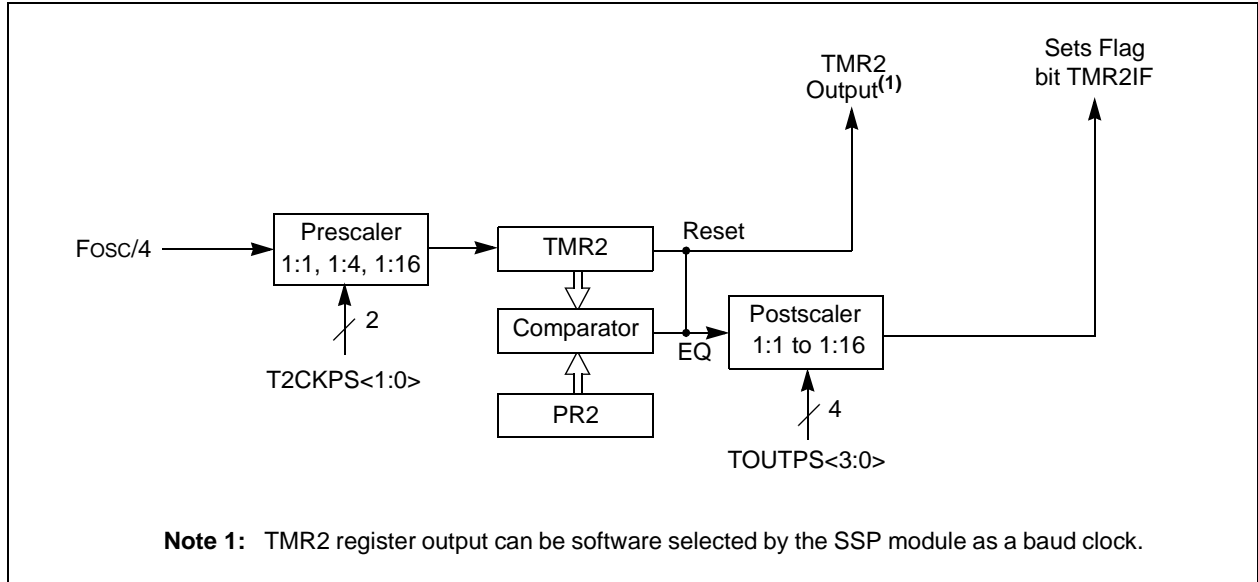 TMR2
Output(1)
Sets Flag
bit TMR2IF
Fosc/4
Prescaler
1:1, 1:4, 1:16
2
T2CKPS<1:0>
TMR2
Reset
Comparator
EQ
PR2
Postscaler
1:1 to 1:16
4
TOUTPS<3:0>
Note 1: TMR2 register output can be software selected by the SSP module as a baud clock.